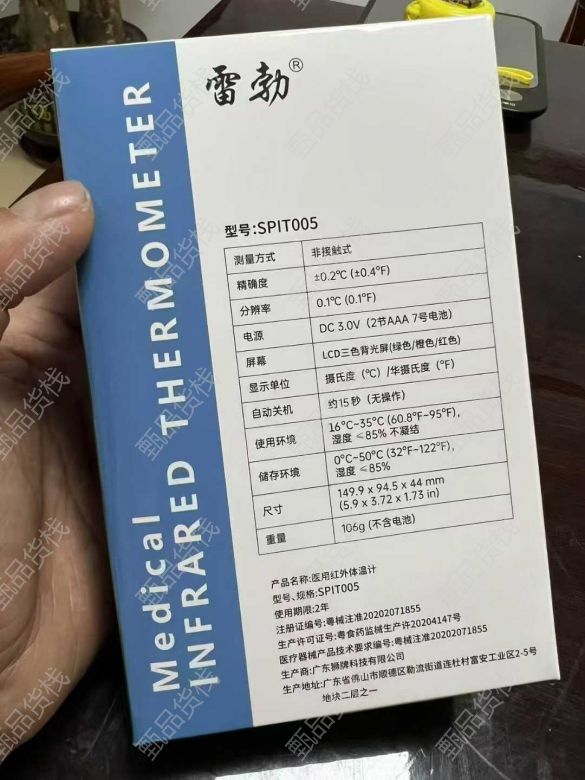 雷勃®
Medical
INFRARED THERMOMETER
型号:SPIT005
测量方式 非接触式
精确度 ±0.2℃ (±0.4°F)
分辨率 0.1℃ (0.1°F)
电源 DC 3.0V（2节AAA 7号电池）
屏幕 LCD三色背光屏(绿色/橙色/红色)
显示单位 摄氏度（℃）/华摄氏度（°F）
自动关机 约15秒（无操作）
使用环境 16℃~35℃ (60.8°F~95°F),
湿度 ≤85% 不凝结
储存环境 0℃~50℃ (32°F~122°F),
湿度 ≤85%
尺寸 149.9 x 94.5 x 44 mm
(5.9 x 3.72 x 1.73 in)
重量 106g (不含电池)
产品名称: 医用红外体温计
型号、规格: SPIT005
使用期限: 2年
注册证编号: 粤械注准20202071855
生产许可证号: 粤食药监械生产许20204147号
医疗器械产品技术要求编号: 粤械注准20202071855
生产商: 广东狮牌科技有限公司
生产地址: 广东省佛山市顺德区勒流街道连杜村富安工业区2-5号
地块二层之一
甄品货栈